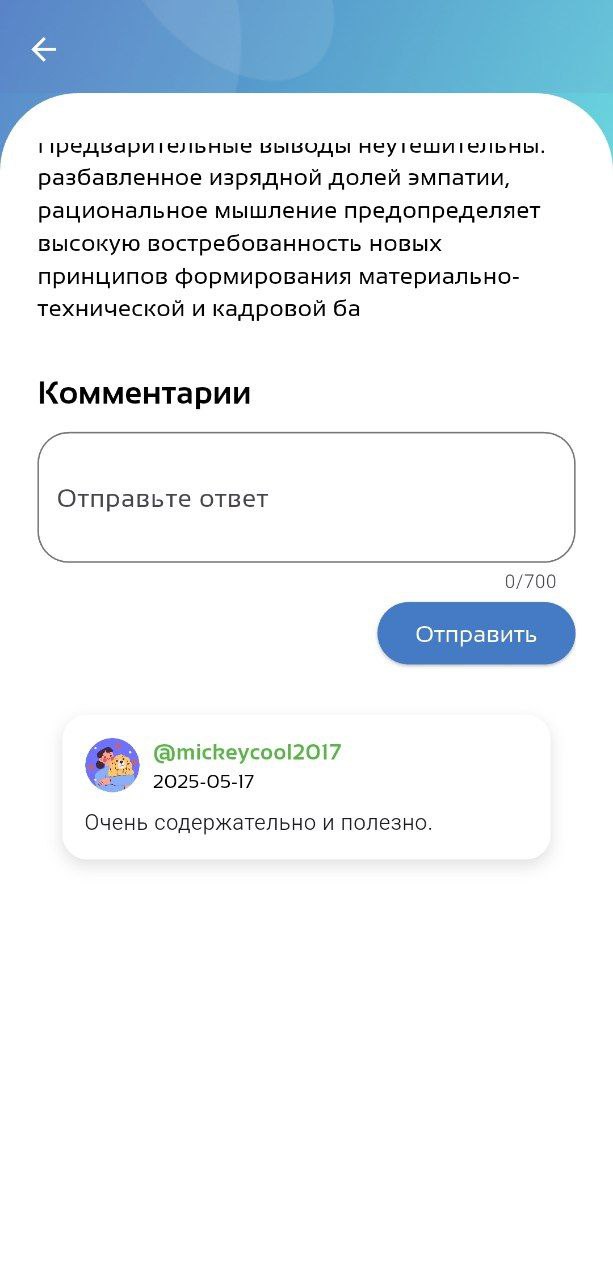 Предварительные выводы неутешительны:
разбавленное изрядной долей эмпатии,
рациональное мышление предопределяет
высокую востребованность новых
принципов формирования материально-
технической и кадровой ба
Комментарии
Отправьте ответ
0/700
Отправить
@mickeycool2017
2025-05-17
Очень содержательно и полезно.